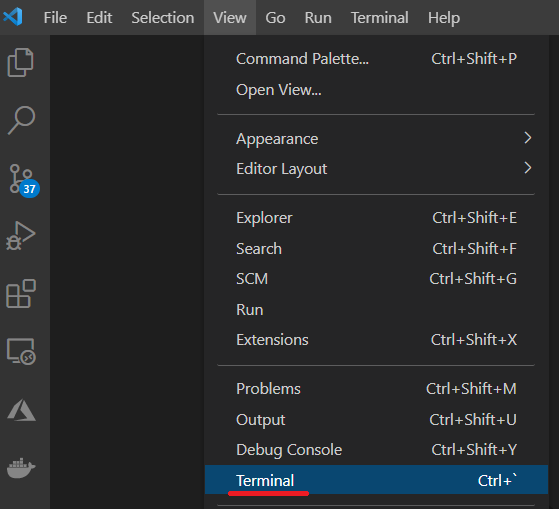 File Edit Selection View Go Run Terminal Help
Command Palette... Ctrl+Shift+P
Open View...
Appearance
Editor Layout
37
Explorer Ctrl+Shift+E
Search Ctrl+Shift+F
SCM Ctrl+Shift+G
Run
Extensions Ctrl+Shift+X
Problems Ctrl+Shift+M
Output Ctrl+Shift+U
Debug Console Ctrl+Shift+Y
Terminal Ctrl+`